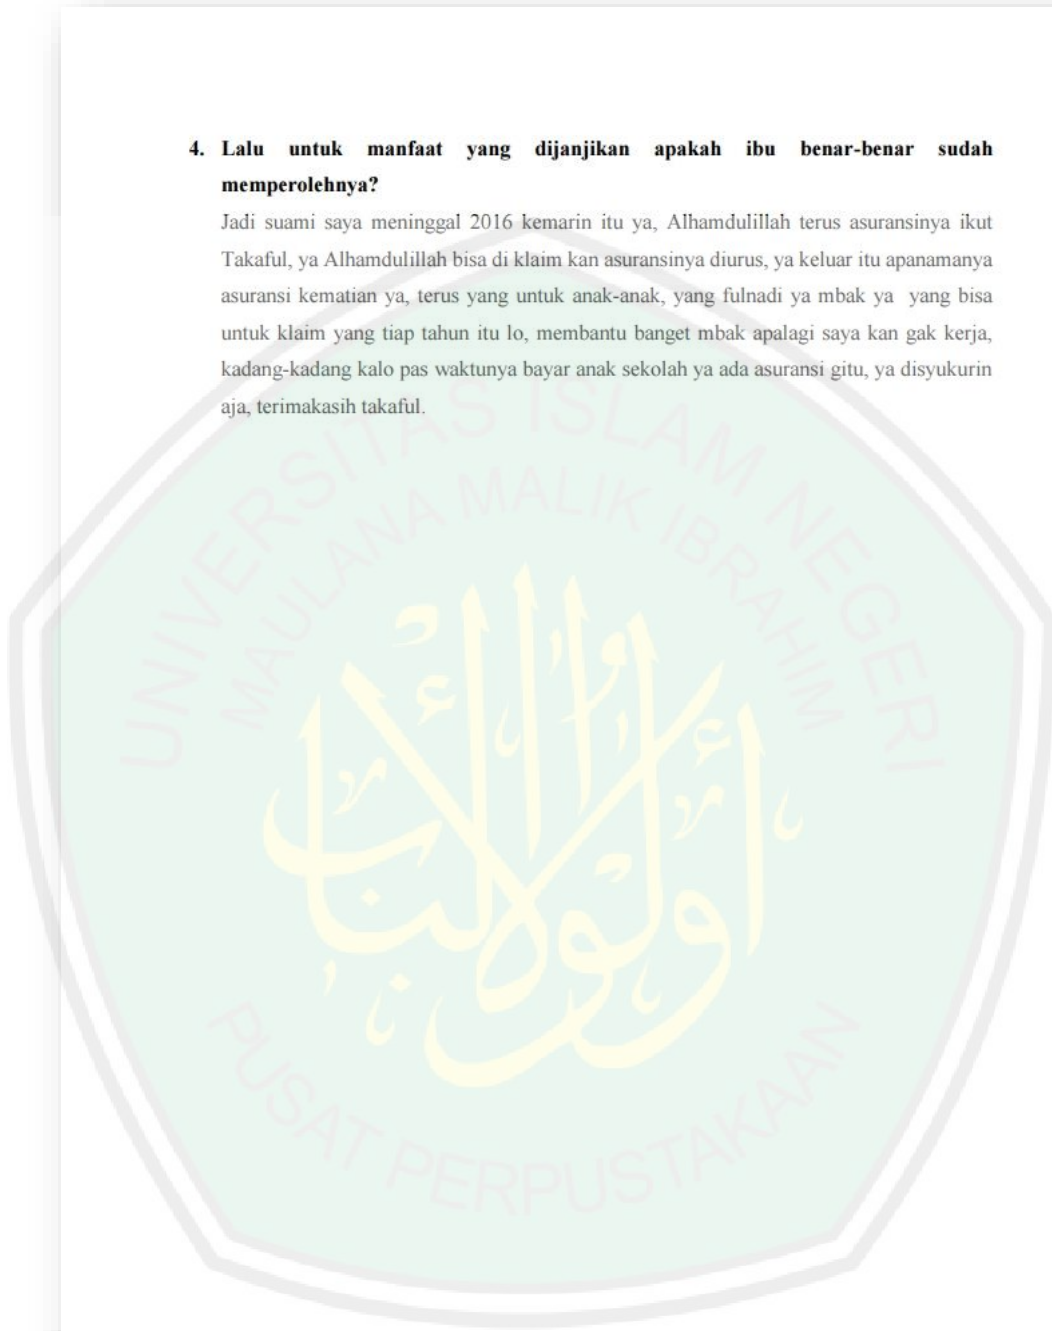 4. Lalu untuk manfaat yang dijanjikan apakah ibu benar-benar sudah
memperolehnya?
Jadi suami saya meninggal 2016 kemarin itu ya, Alhamdulillah terus asuransinya ikut
Takaful, ya Alhamdulillah bisa di klaim kan asuransinya diurus, ya keluar itu apanamanya
asuransi kematian ya, terus yang untuk anak-anak, yang fulnadi ya mbak ya yang bisa
untuk klaim yang tiap tahun itu lo, membantu banget mbak apalagi saya kan gak kerja,
kadang-kadang kalo pas waktunya bayar anak sekolah ya ada asuransi gitu, ya disyukurin
aja, terimakasih takaful.
UNIVERSITAS ISLAM NEGERI
MAULANA MALIK IBRAHIM
PUSAT PERPUSTAKAAN